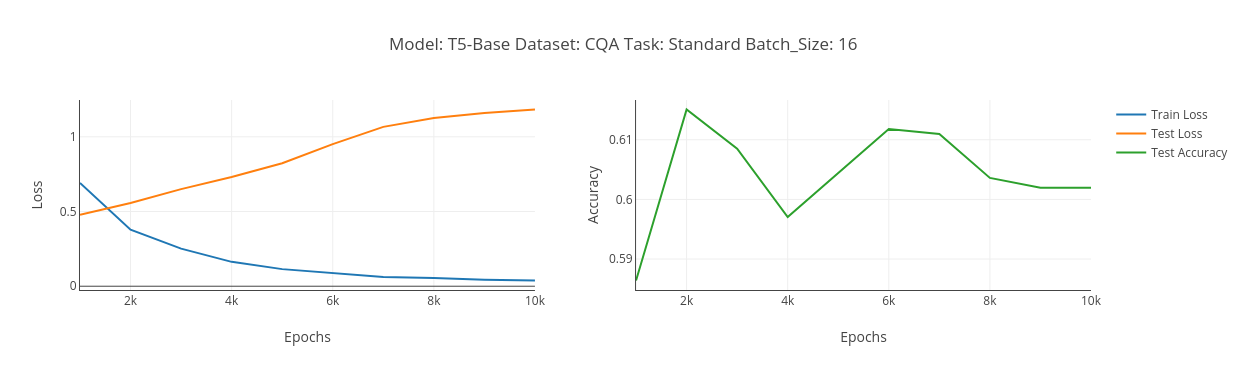 Model: T5-Base Dataset: CQA Task: Standard Batch_Size: 16
Loss
1
0.5
0
2k
4k
6k
8k
10k
Epochs
Accuracy
0.61
0.6
0.59
2k
4k
6k
8k
10k
Epochs
Train Loss
Test Loss
Test Accuracy